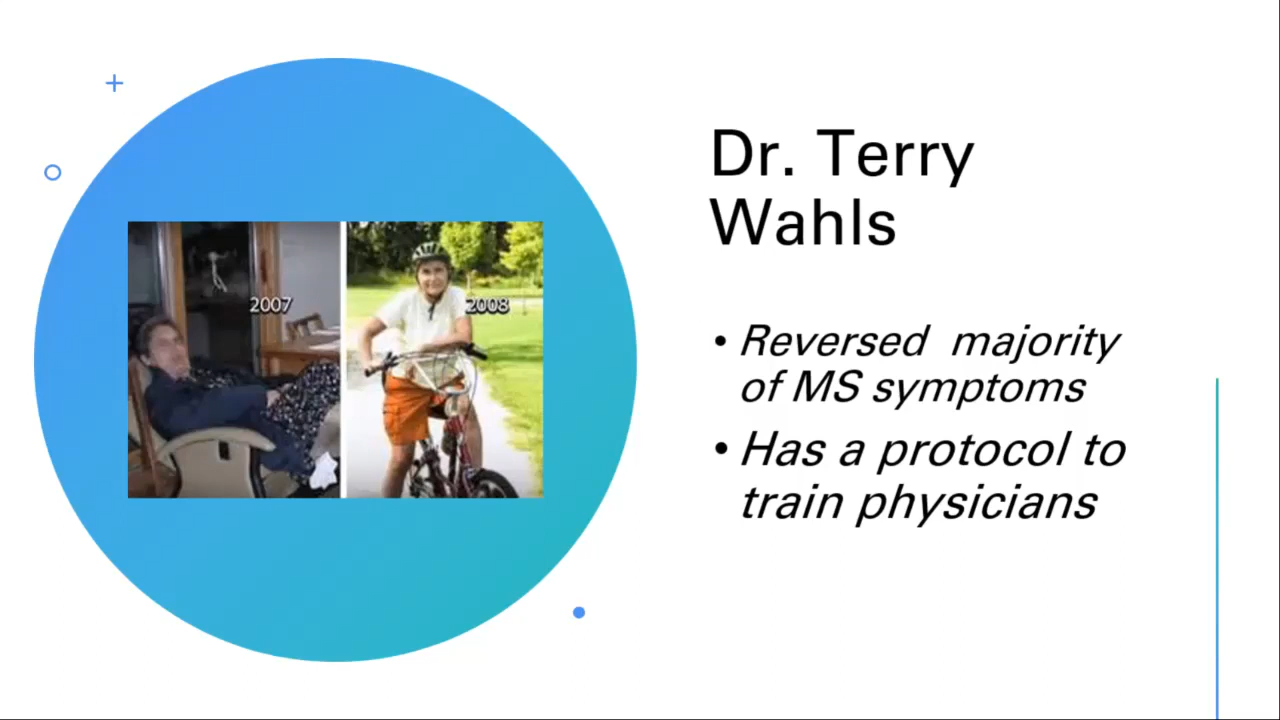 Dr. Terry
Wahls
2007
2008
• Reversed majority
of MS symptoms
• Has a protocol to
train physicians